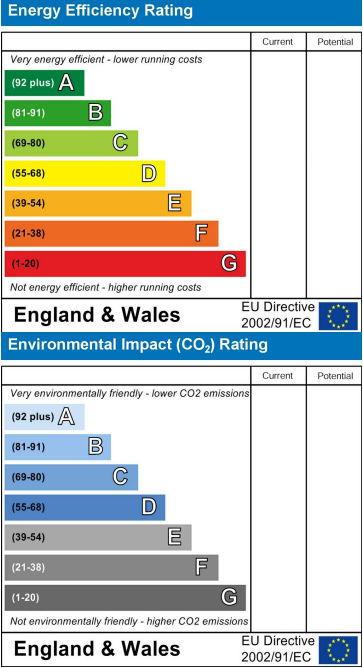 Energy Efficiency Rating
Current Potential
Very energy efficient - lower running costs
(92 plus) A
(81-91) B
(69-80) C
(55-68) D
(39-54) E
(21-38) F
(1-20) G
Not energy efficient - higher running costs
England & Wales
EU Directive
2002/91/EC
Environmental Impact (CO₂) Rating
Current Potential
Very environmentally friendly - lower CO2 emissions
(92 plus) A
(81-91) B
(69-80) C
(55-68) D
(39-54) E
(21-38) F
(1-20) G
Not environmentally friendly - higher CO2 emissions
England & Wales
EU Directive
2002/91/EC